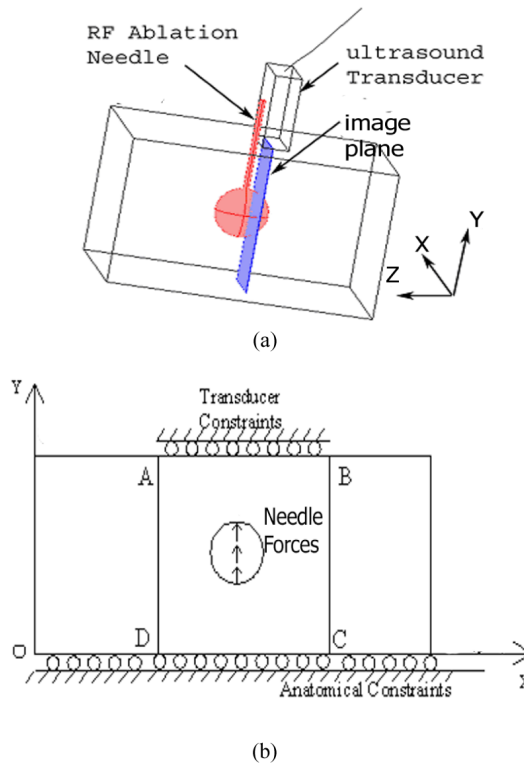 RF Ablation
Needle
ultrasound
Transducer
image
plane
Y
X
Z
(a)
Y
Transducer
Constraints
A
B
Needle
Forces
D
C
O
X
Anatomical Constraints
(b)